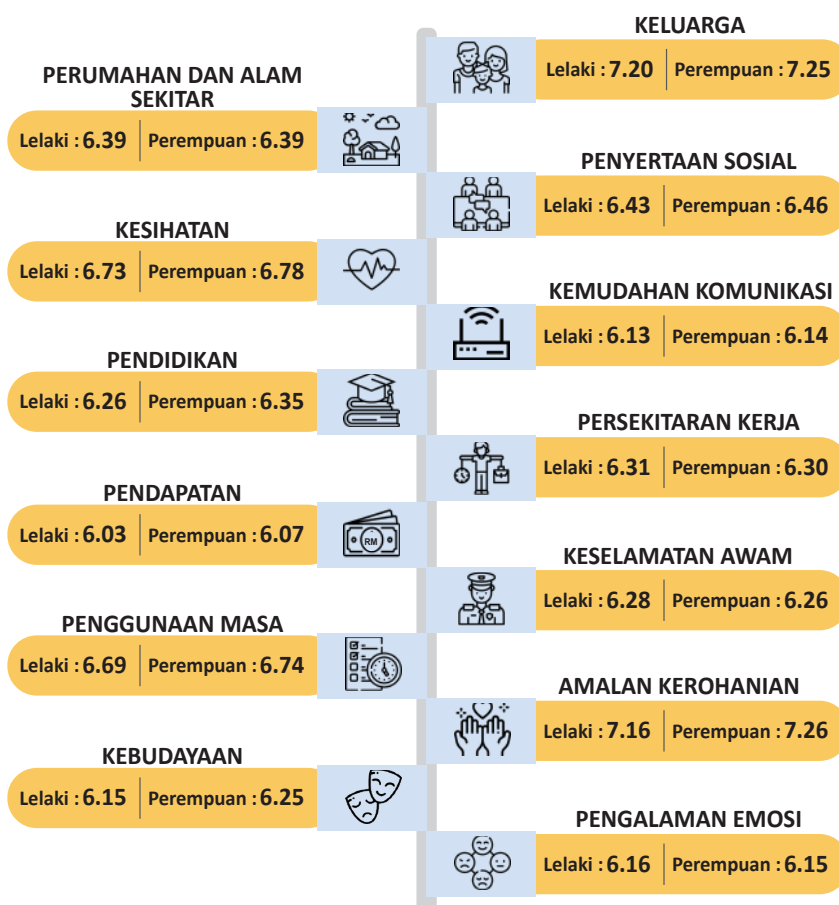 KELUARGA
Lelaki : 7.20 Perempuan : 7.25
PERUMAHAN DAN ALAM
SEKITAR
Lelaki : 6.39 Perempuan : 6.39
PENYERTAAN SOSIAL
Lelaki : 6.43 Perempuan : 6.46
KESIHATAN
Lelaki : 6.73 Perempuan : 6.78
KEMUDAHAN KOMUNIKASI
Lelaki : 6.13 Perempuan : 6.14
PENDIDIKAN
Lelaki : 6.26 Perempuan : 6.35
PERSEKITARAN KERJA
Lelaki : 6.31 Perempuan : 6.30
PENDAPATAN
Lelaki : 6.03 Perempuan : 6.07
RM
KESELAMATAN AWAM
Lelaki : 6.28 Perempuan : 6.26
PENGGUNAAN MASA
Lelaki : 6.69 Perempuan : 6.74
AMALAN KEROHANIAN
Lelaki : 7.16 Perempuan : 7.26
KEBUDAYAAN
Lelaki : 6.15 Perempuan : 6.25
PENGALAMAN EMOSI
Lelaki : 6.16 Perempuan : 6.15